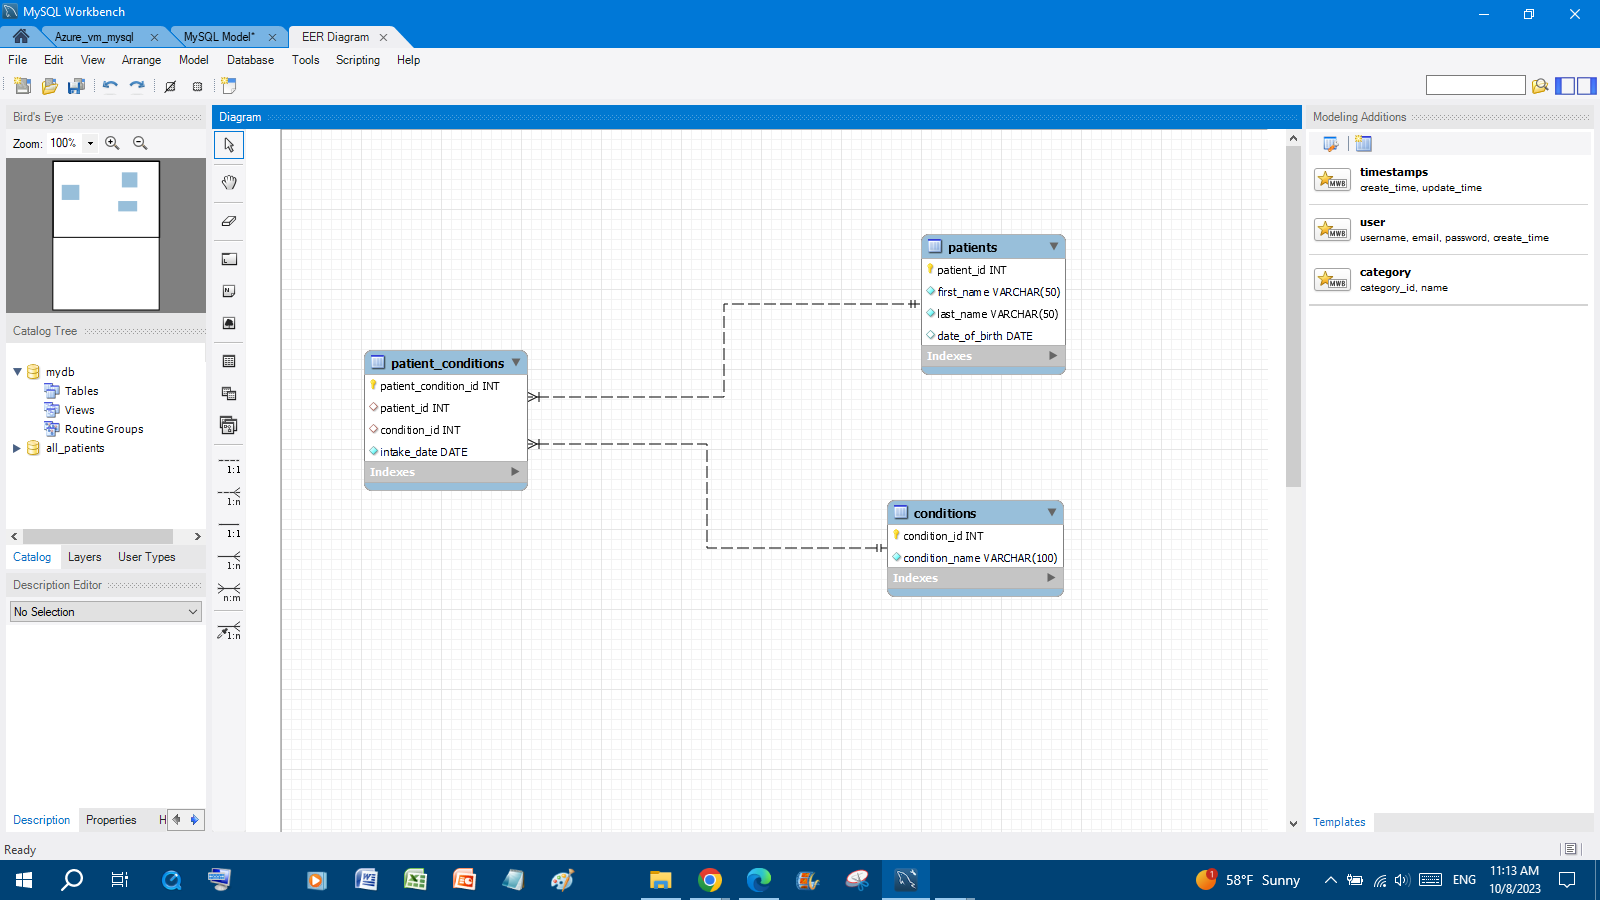 MySQL Workbench
Azure_vm_mysql
MySQL Model*
EER Diagram
File Edit View Arrange Model Database Tools Scripting Help
Bird's Eye
Zoom: 100%
Catalog Tree
mydb
Tables
Views
Routine Groups
all_patients
Catalog Layers User Types
Description Editor
No Selection
Description Properties H
Diagram
1:1
1:n
1:1
1:n
n:m
1:n
patient_conditions
patient_condition_id INT
patient_id INT
condition_id INT
intake_date DATE
Indexes
patients
patient_id INT
first_name VARCHAR(50)
last_name VARCHAR(50)
date_of_birth DATE
Indexes
conditions
condition_id INT
condition_name VARCHAR(100)
Indexes
Modeling Additions
MWB
timestamps
create_time, update_time
MWB
user
username, email, password, create_time
MWB
category
category_id, name
Templates
Ready
1
58°F Sunny
ENG
11:13 AM
10/8/2023